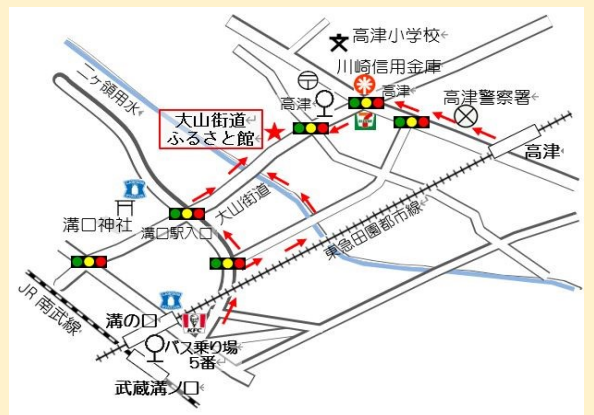 高津小学校
川崎信用金庫
高津
高津
高津警察署
二ヶ領用水
大山街道
ふるさと館
高津
溝口神社
大山街道
溝口駅入口
東急田園都市線
JR 南武線
溝の口
KFC
バス乗り場
5番
武蔵溝ノ口